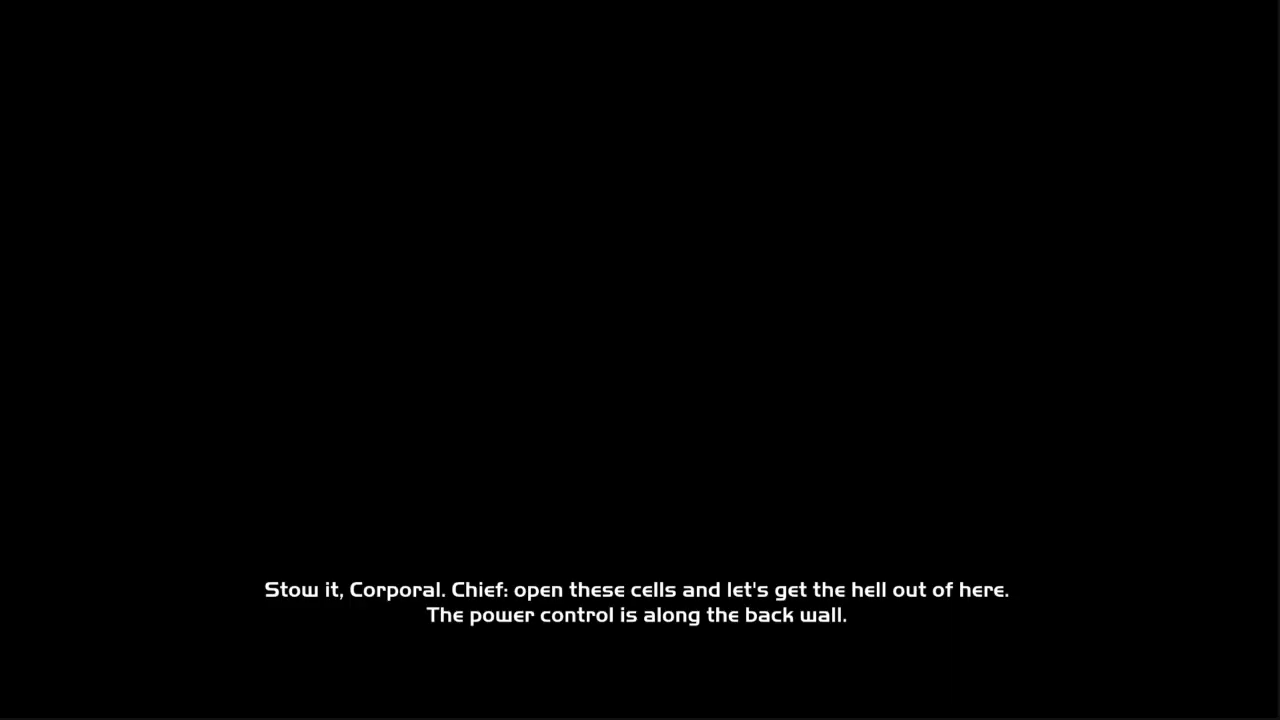 Stow it, Corporal. Chief: open these cells and let's get the hell out of here.
The power control is along the back wall.